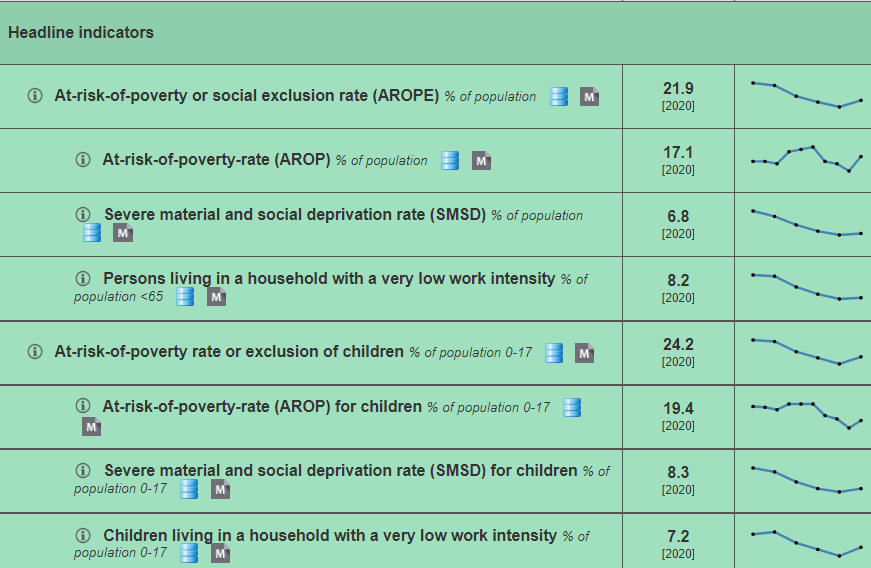 Headline indicators
At-risk-of-poverty or social exclusion rate (AROPE) % of population M
21.9
[2020]
At-risk-of-poverty-rate (AROP) % of population M
17.1
[2020]
Severe material and social deprivation rate (SMSD) % of population
M
6.8
[2020]
Persons living in a household with a very low work intensity % of
population <65 M
8.2
[2020]
At-risk-of-poverty rate or exclusion of children % of population 0-17 M
24.2
[2020]
At-risk-of-poverty-rate (AROP) for children % of population 0-17
M
19.4
[2020]
Severe material and social deprivation rate (SMSD) for children % of
population 0-17 M
8.3
[2020]
Children living in a household with a very low work intensity % of
population 0-17 M
7.2
[2020]